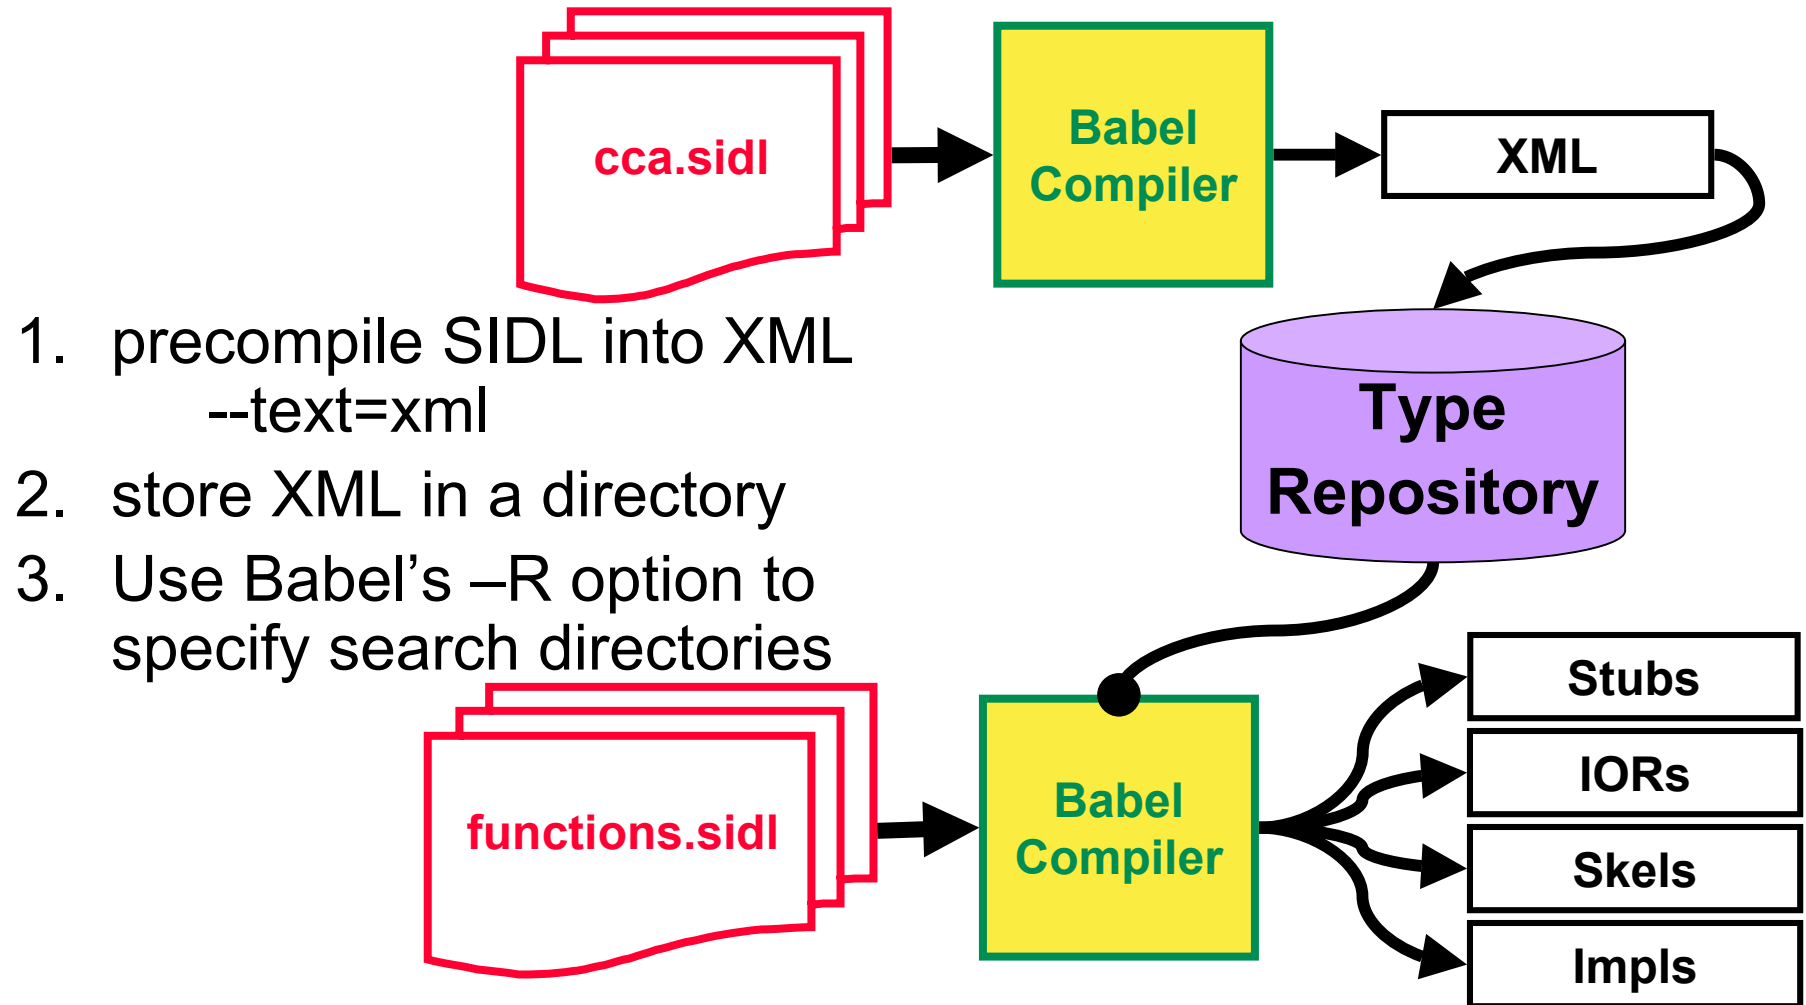 cca.sidl
Babel
Compiler
XML
1. precompile SIDL into XML
--text=xml
2. store XML in a directory
3. Use Babel’s –R option to
specify search directories
Type
Repository
functions.sidl
Babel
Compiler
Stubs
IORs
Skels
Impls